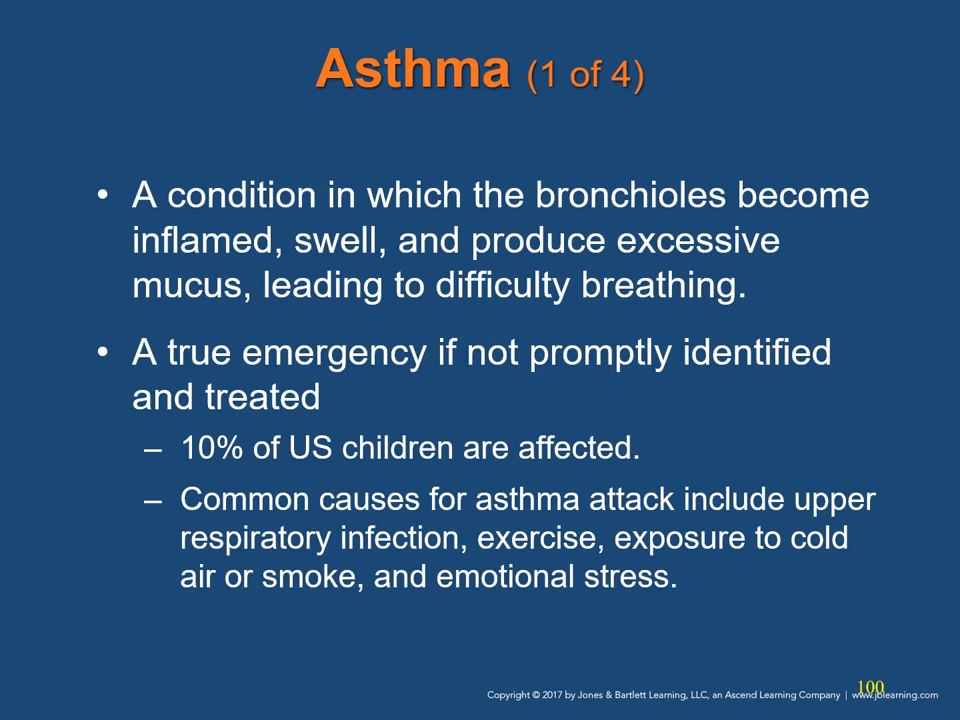 Asthma (1 of 4)
• A condition in which the bronchioles become
inflamed, swell, and produce excessive
mucus, leading to difficulty breathing.
• A true emergency if not promptly identified
and treated
– 10% of US children are affected.
– Common causes for asthma attack include upper
respiratory infection, exercise, exposure to cold
air or smoke, and emotional stress.
100
Copyright © 2017 by Jones & Bartlett Learning, LLC, an Ascend Learning Company | www.jblearning.com